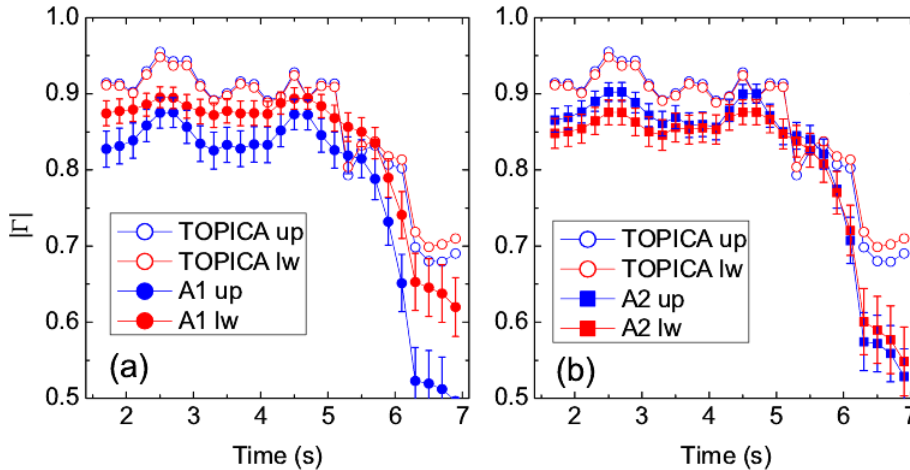 1.0
0.9
0.8
0.7
0.6
0.5
|Γ|
TOPICA up
TOPICA lw
A1 up
A1 lw
(a)
2 3 4 5 6 7
Time (s)
1.0
0.9
0.8
0.7
0.6
0.5
TOPICA up
TOPICA lw
A2 up
A2 lw
(b)
2 3 4 5 6 7
Time (s)